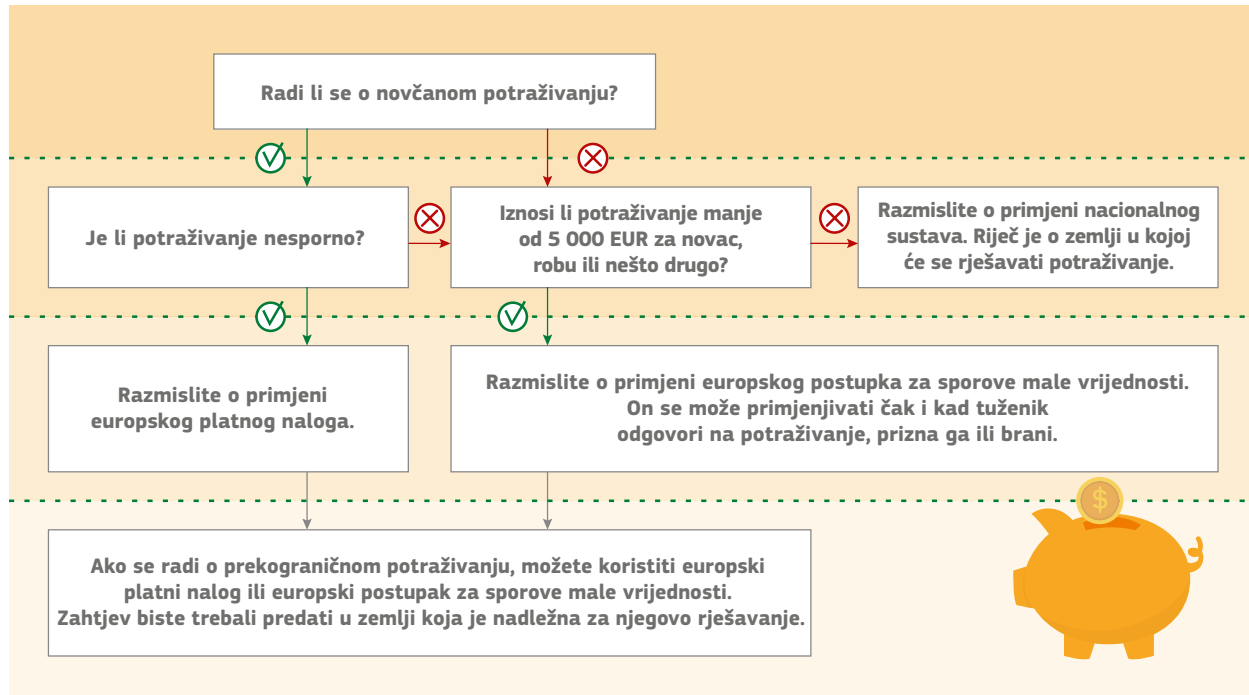 Radi li se o novčanom potraživanju?
Je li potraživanje nesporno?
Iznosi li potraživanje manje
od 5 000 EUR za novac,
robu ili nešto drugo?
Razmislite o primjeni nacionalnog
sustava. Riječ je o zemlji u kojoj
će se rješavati potraživanje.
Razmislite o primjeni
europskog platnog naloga.
Razmislite o primjeni europskog postupka za sporove male vrijednosti.
On se može primjenjivati čak i kad tuženik
odgovori na potraživanje, prizna ga ili brani.
Ako se radi o prekograničnom potraživanju, možete koristiti europski
platni nalog ili europski postupak za sporove male vrijednosti.
Zahtjev biste trebali predati u zemlji koja je nadležna za njegovo rješavanje.
$